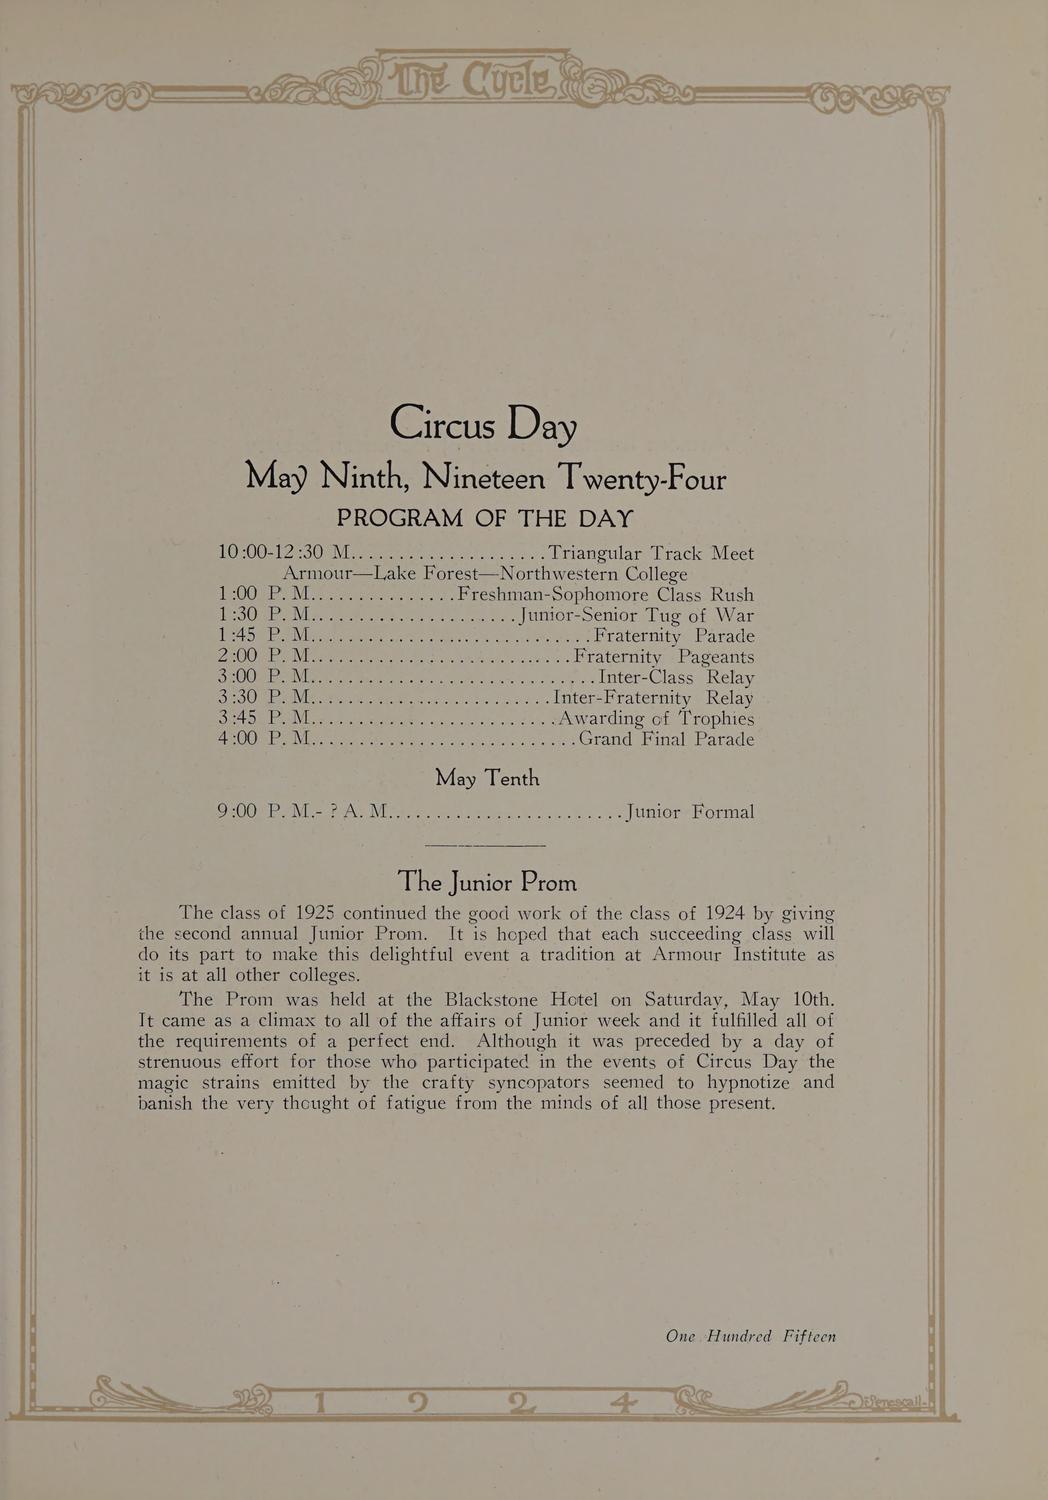 The Cycle
Circus Day
May Ninth, Nineteen Twenty-Four
PROGRAM OF THE DAY
10:00-12:30 M....................Triangular Track Meet
Armour—Lake Forest—Northwestern College
1:00 P. M...............Freshman-Sophomore Class Rush
1:30 P. M......................Junior-Senior Tug of War
1:45 P. M.............................Fraternity Parade
2:00 P. M...........................Fraternity Pageants
3:00 P. M.............................Inter-Class Relay
3:30 P. M.........................Inter-Fraternity Relay
3:45 P. M.........................Awarding of Trophies
4:00 P. M...........................Grand Final Parade
May Tenth
9:00 P. M.- ? A. M.........................Junior Formal
The Junior Prom
The class of 1925 continued the good work of the class of 1924 by giving
the second annual Junior Prom. It is hoped that each succeeding class will
do its part to make this delightful event a tradition at Armour Institute as
it is at all other colleges.
The Prom was held at the Blackstone Hotel on Saturday, May 10th.
It came as a climax to all of the affairs of Junior week and it fulfilled all of
the requirements of a perfect end. Although it was preceded by a day of
strenuous effort for those who participated in the events of Circus Day the
magic strains emitted by the crafty syncopators seemed to hypnotize and
banish the very thought of fatigue from the minds of all those present.
One Hundred Fifteen
1 9 2 4